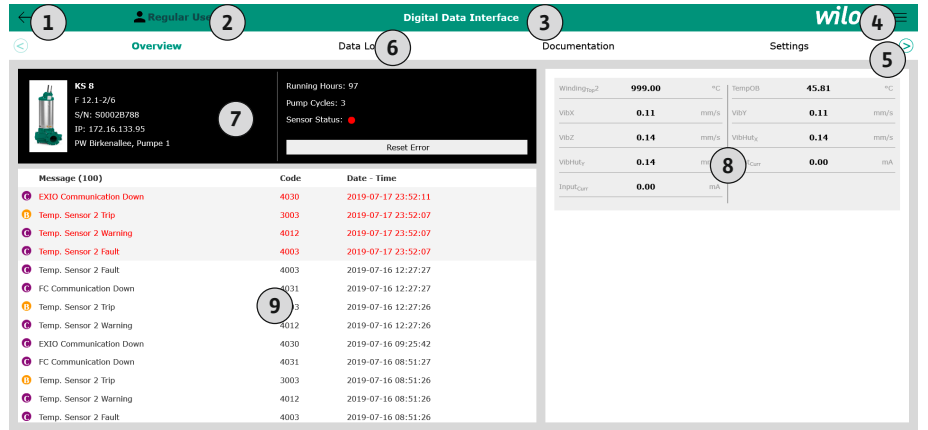 1 Regular Use 2 Digital Data Interface 3 wilo 4
Overview Data Lo 6 Documentation Settings 5
KS 8
F 12.1-2/6
S/N: S0002B788
IP: 172.16.133.95
PW Birkenallee, Pumpe 1
7
Running Hours: 97
Pump Cycles: 3
Sensor Status:
Reset Error
Message (100) Code Date - Time
C EXIO Communication Down 4030 2019-07-17 23:52:11
B Temp. Sensor 2 Trip 3003 2019-07-17 23:52:07
C Temp. Sensor 2 Warning 4012 2019-07-17 23:52:07
C Temp. Sensor 2 Fault 4003 2019-07-17 23:52:07
C Temp. Sensor 2 Fault 4003 2019-07-16 12:27:27
C FC Communication Down 4031 2019-07-16 12:27:27
B Temp. Sensor 2 Trip 9 3 2019-07-16 12:27:26
C Temp. Sensor 2 Warning 4012 2019-07-16 12:27:26
C EXIO Communication Down 4030 2019-07-16 09:25:42
C FC Communication Down 4031 2019-07-16 08:51:27
B Temp. Sensor 2 Trip 3003 2019-07-16 08:51:26
C Temp. Sensor 2 Warning 4012 2019-07-16 08:51:26
C Temp. Sensor 2 Fault 4003 2019-07-16 08:51:26
WindingTop2 999.00 °C TempOB 45.81 °C
VibX 0.11 mm/s VibY 0.11 mm/s
VibZ 0.14 mm/s VibHutX 0.14 mm/s
VibHutY 0.14 8 Curr 0.00 mA
InputCurr 0.00 mA